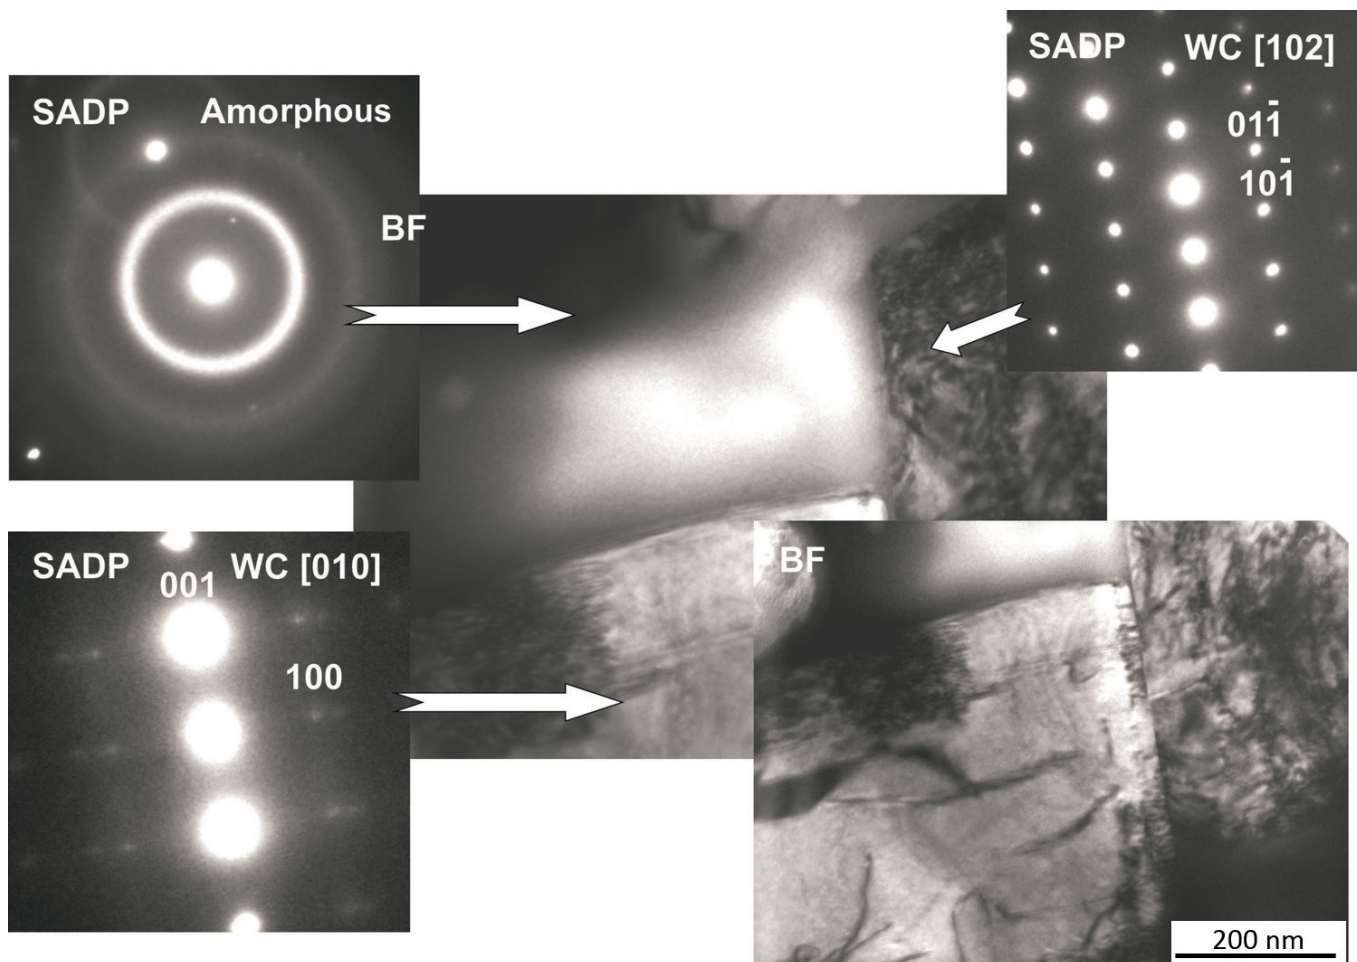 SADP Amorphous
BF
SADP WC [102]
011̅
101̅
SADP WC [010]
001
100
BF
200 nm